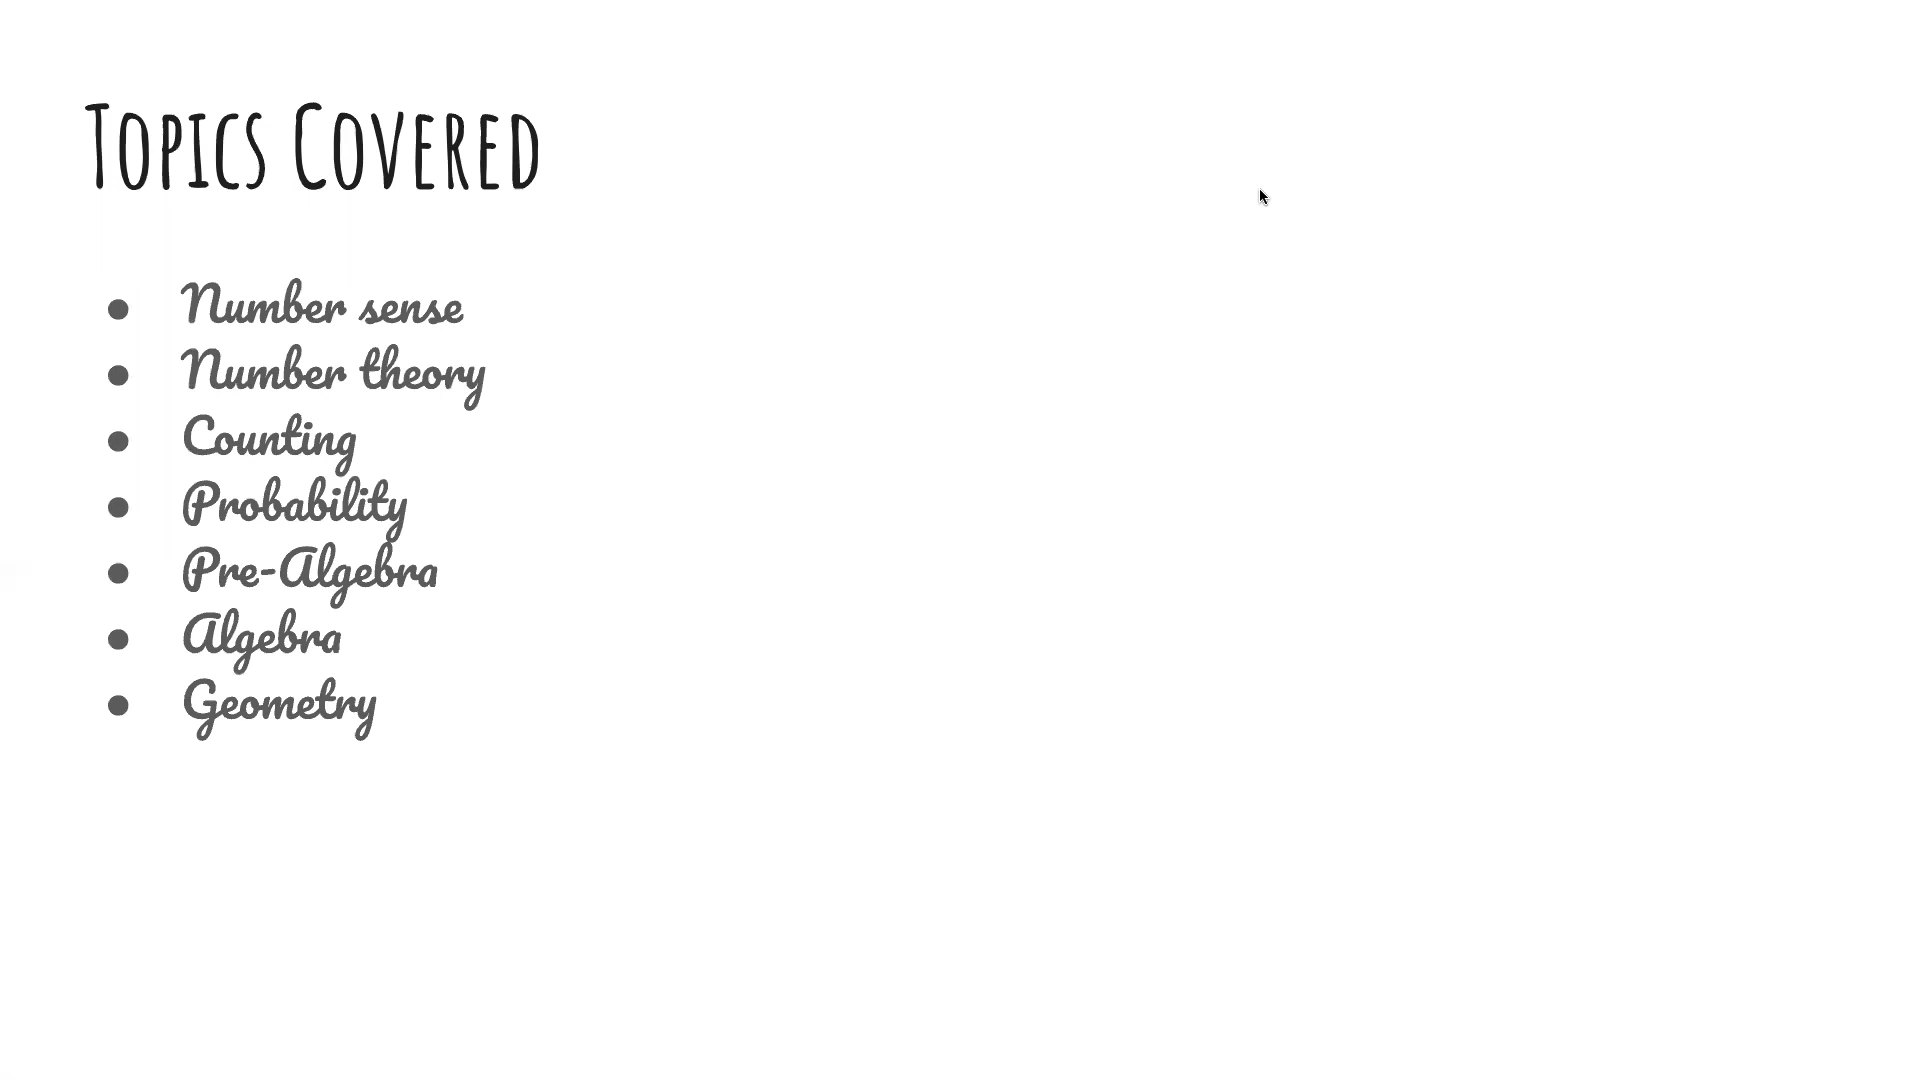 Topics Covered
● Number sense
● Number theory
● Counting
● Probability
● Pre-Algebra
● Algebra
● Geometry